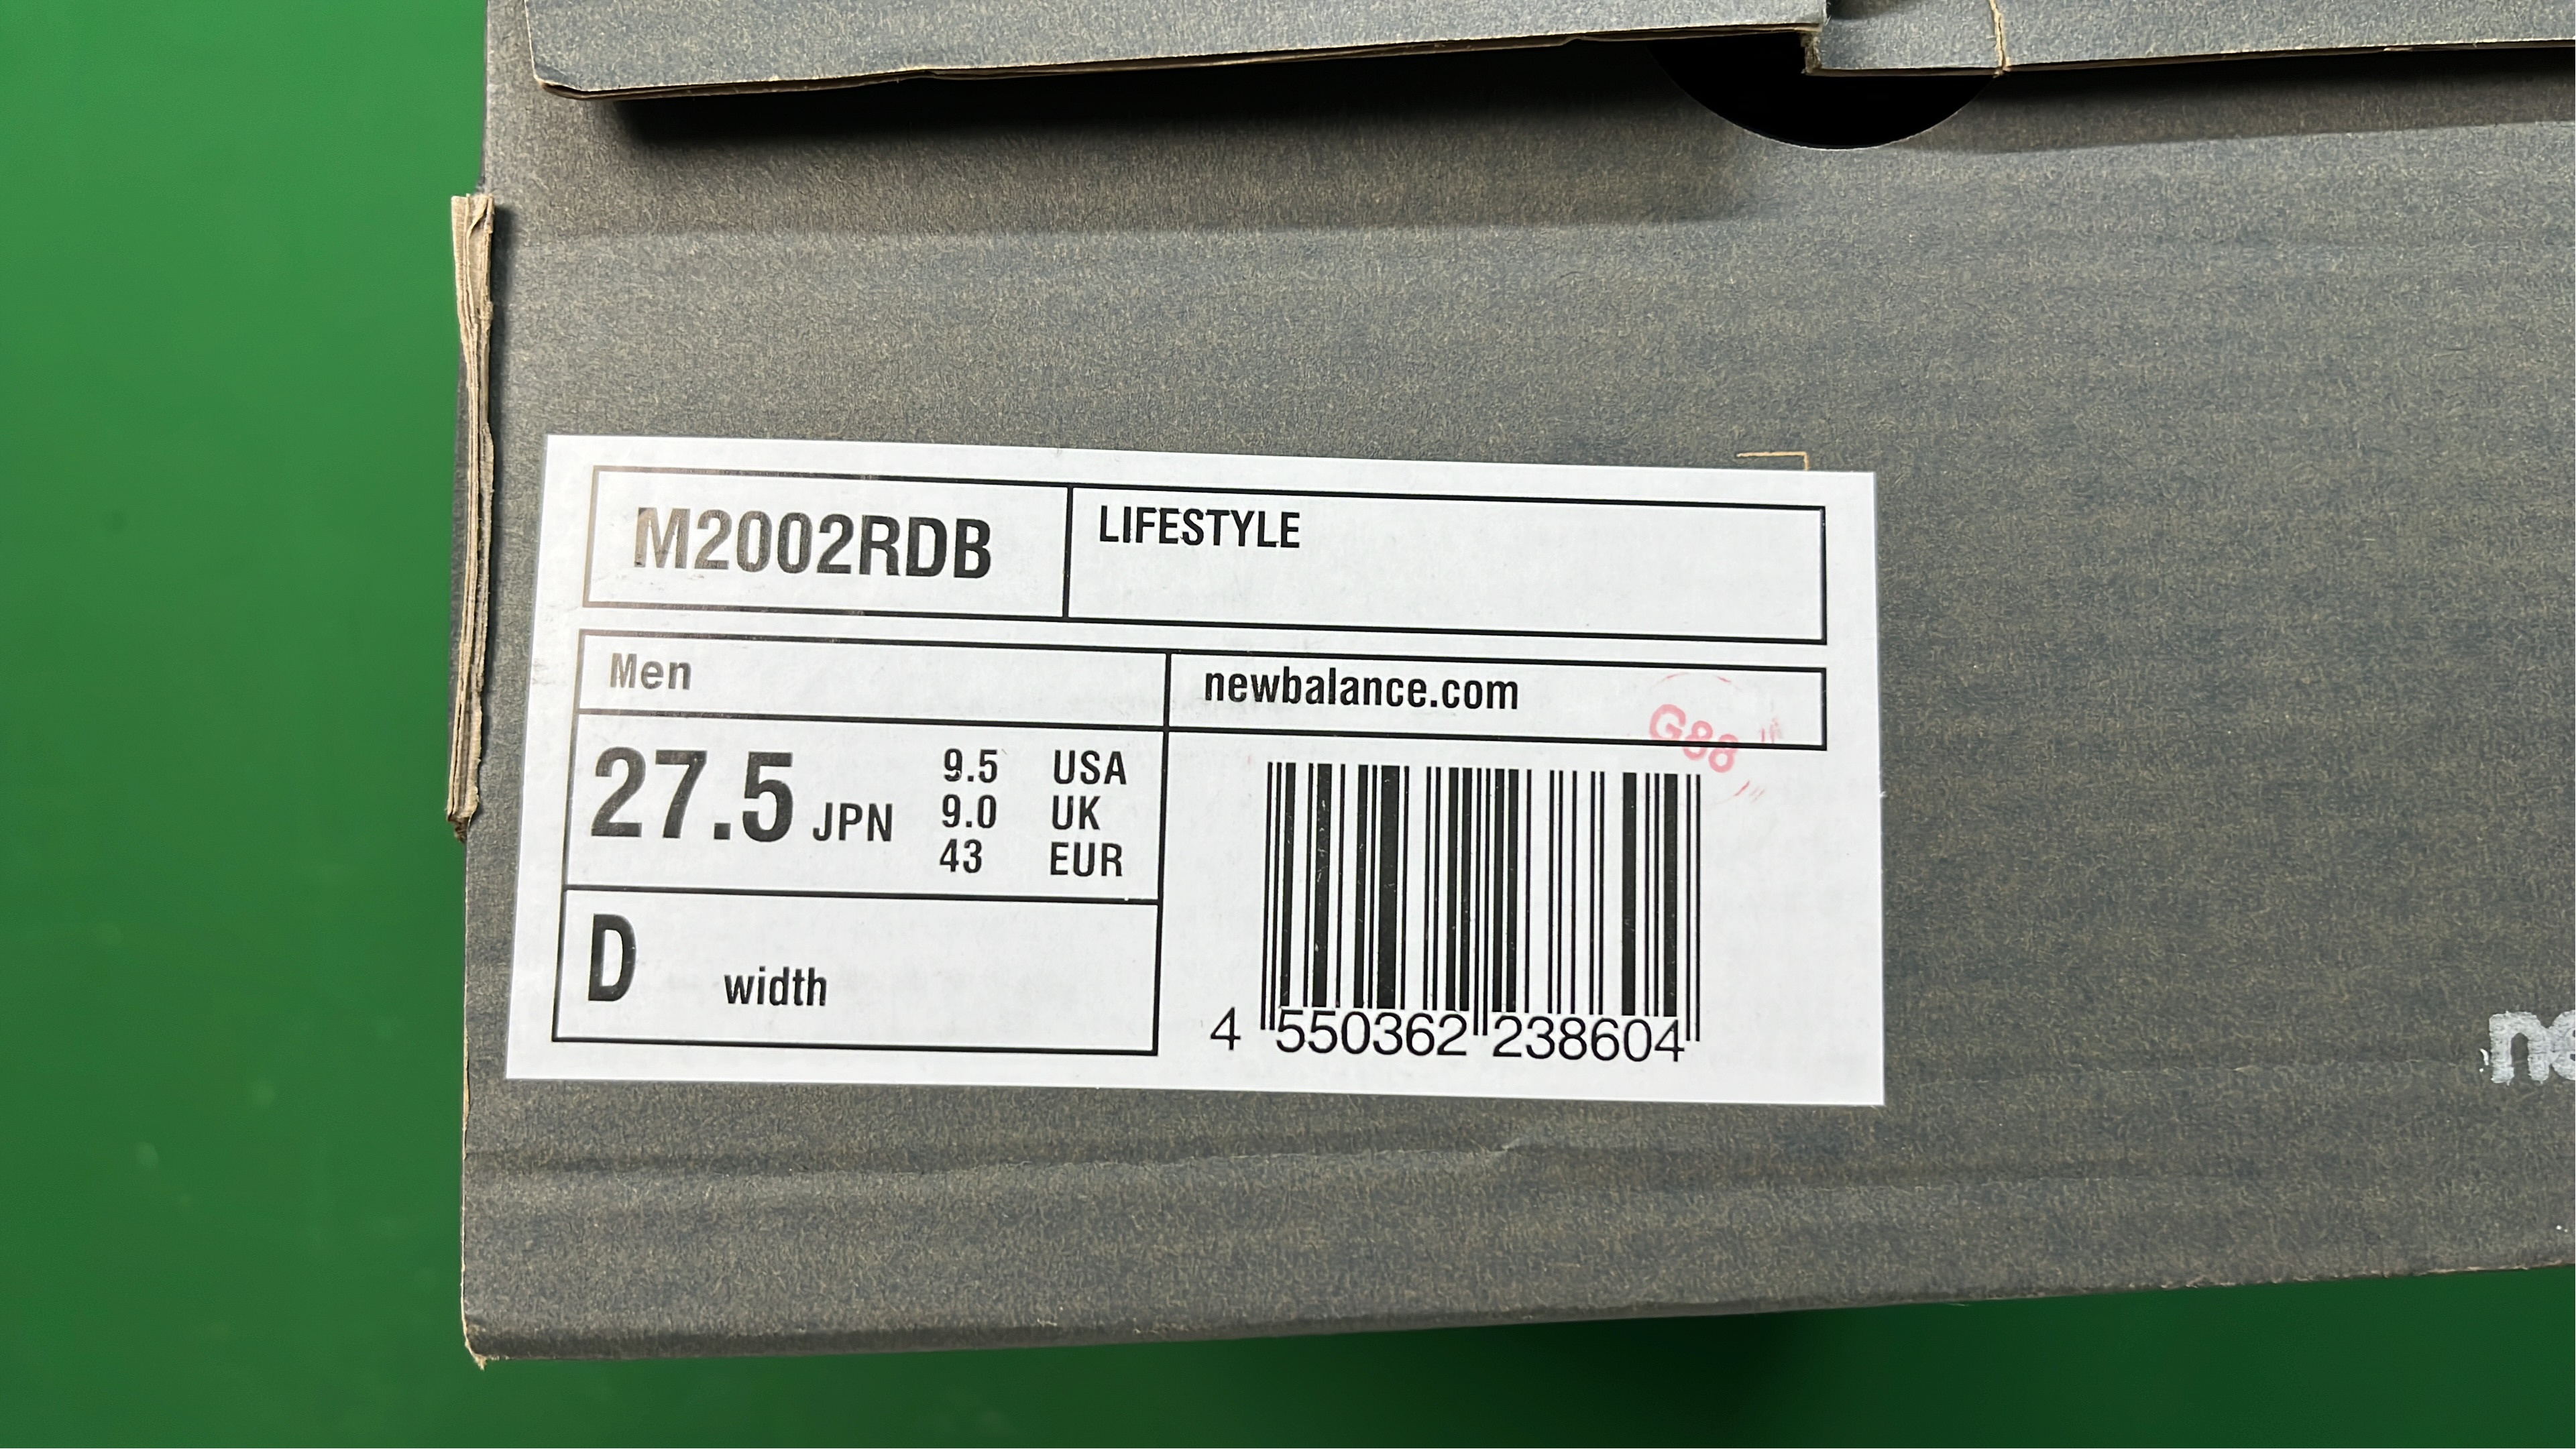 M2002RDB
LIFESTYLE
Men
newbalance.com
G88
27.5 JPN
9.5 USA
9.0 UK
43 EUR
D width
4 550362 238604